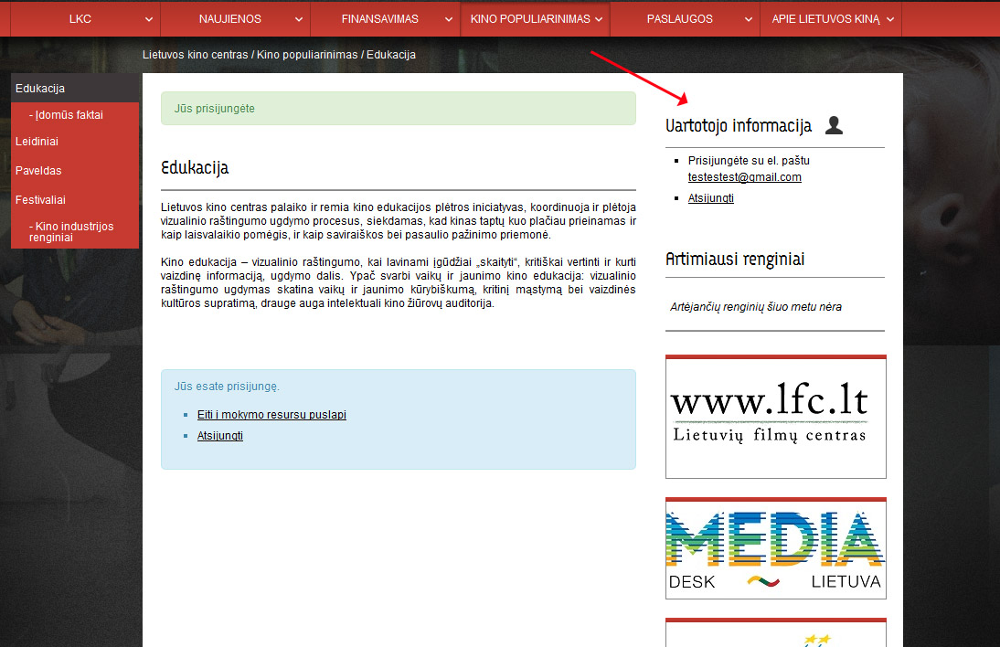 LKC
NAUJIENOS
FINANSAVIMAS
KINO POPULIARINIMAS
PASLAUGOS
APIE LIETUVOS KINĄ
Lietuvos kino centras / Kino populiarinimas / Edukacija
Edukacija
- Įdomūs faktai
Leidiniai
Paveldas
Festivaliai
- Kino industrijos
renginiai
Jūs prisijungėte
Edukacija
Lietuvos kino centras palaiko ir remia kino edukacijos plėtros iniciatyvas, koordinuoja ir plėtoja
vizualinio raštingumo ugdymo procesus, siekdamas, kad kinas taptų kuo plačiau prieinamas ir
kaip laisvalaikio pomėgis, ir kaip saviraiškos bei pasaulio pažinimo priemonė.
Kino edukacija – vizualinio raštingumo, kai lavinami įgūdžiai „skaityti“, kritiškai vertinti ir kurti
vaizdinę informaciją, ugdymo dalis. Ypač svarbi vaikų ir jaunimo kino edukacija: vizualinio
raštingumo ugdymas skatina vaikų ir jaunimo kūrybiškumą, kritinį mąstymą bei vaizdinės
kultūros supratimą, drauge auga intelektuali kino žiūrovų auditorija.
Jūs esate prisijungę.
Eiti į mokymo resursu puslapi
Atsijungti
Uartotojo informacija
Prisijungėte su el. paštu
testestest@gmail.com
Atsijungti
Artimiausi renginiai
Artėjančių renginių šiuo metu nėra
www.lfc.lt
Lietuvių filmų centras
MEDIA
DESK LIETUVA